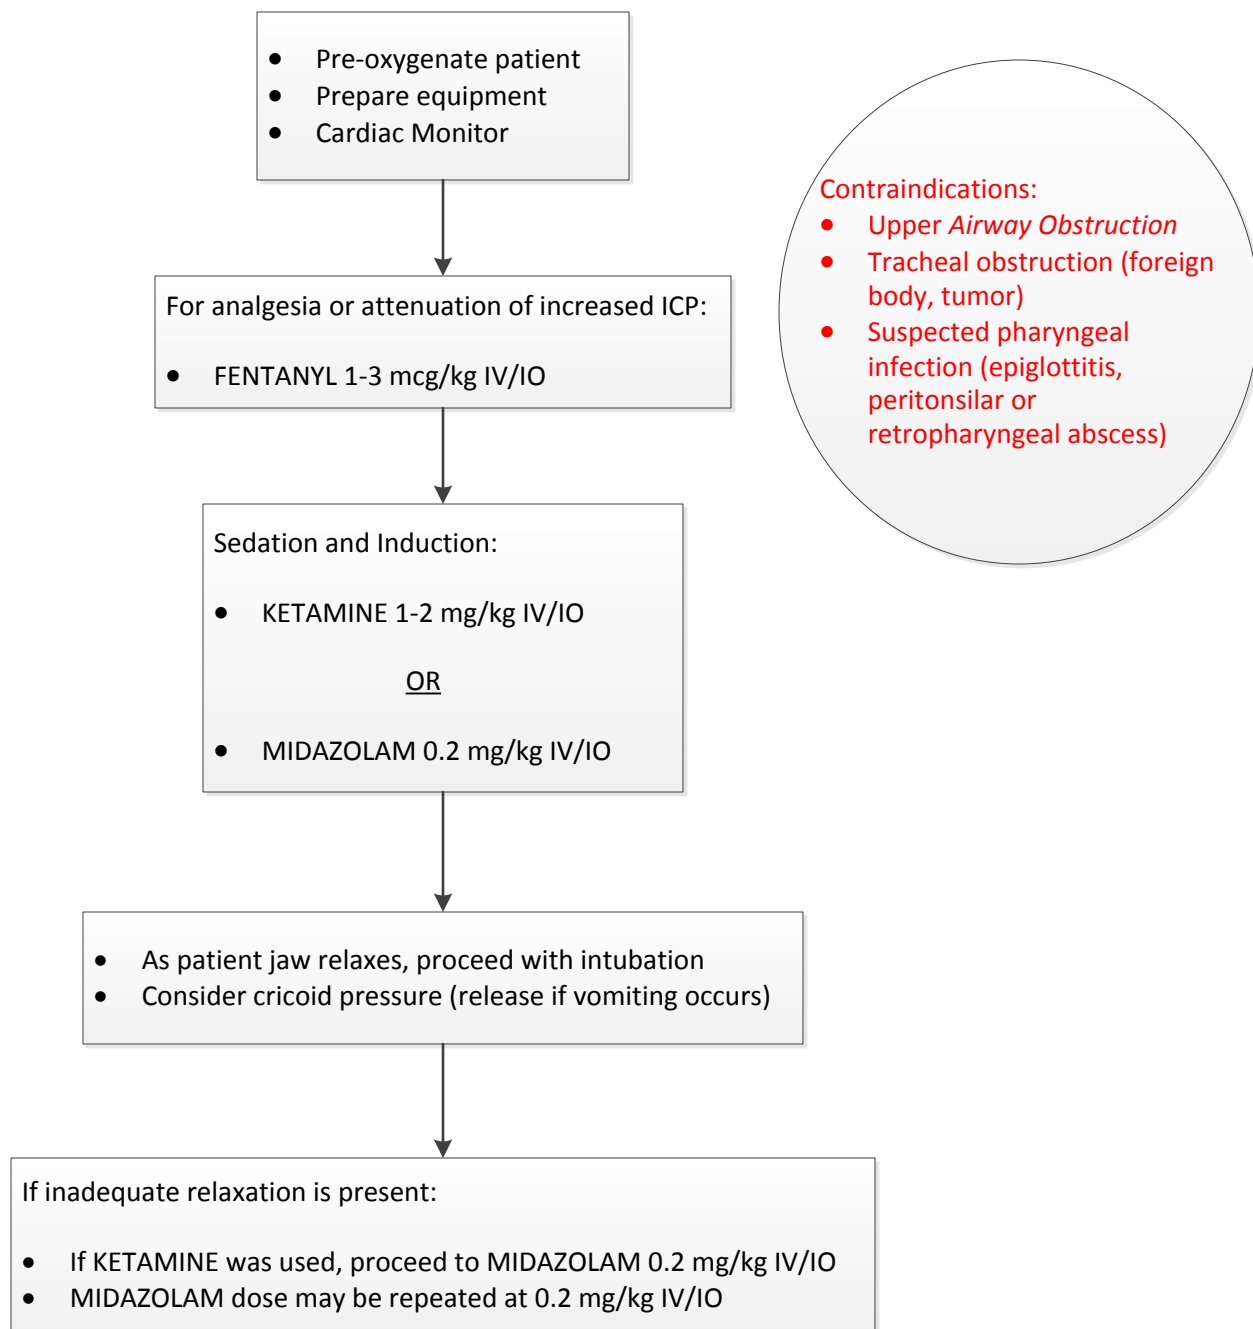 • Pre-oxygenate patient
• Prepare equipment
• Cardiac Monitor
Contraindications:
• Upper Airway Obstruction
• Tracheal obstruction (foreign
body, tumor)
• Suspected pharyngeal
infection (epiglottitis,
peritonsilar or
retropharyngeal abscess)
For analgesia or attenuation of increased ICP:
• FENTANYL 1-3 mcg/kg IV/IO
Sedation and Induction:
• KETAMINE 1-2 mg/kg IV/IO
OR
• MIDAZOLAM 0.2 mg/kg IV/IO
• As patient jaw relaxes, proceed with intubation
• Consider cricoid pressure (release if vomiting occurs)
If inadequate relaxation is present:
• If KETAMINE was used, proceed to MIDAZOLAM 0.2 mg/kg IV/IO
• MIDAZOLAM dose may be repeated at 0.2 mg/kg IV/IO